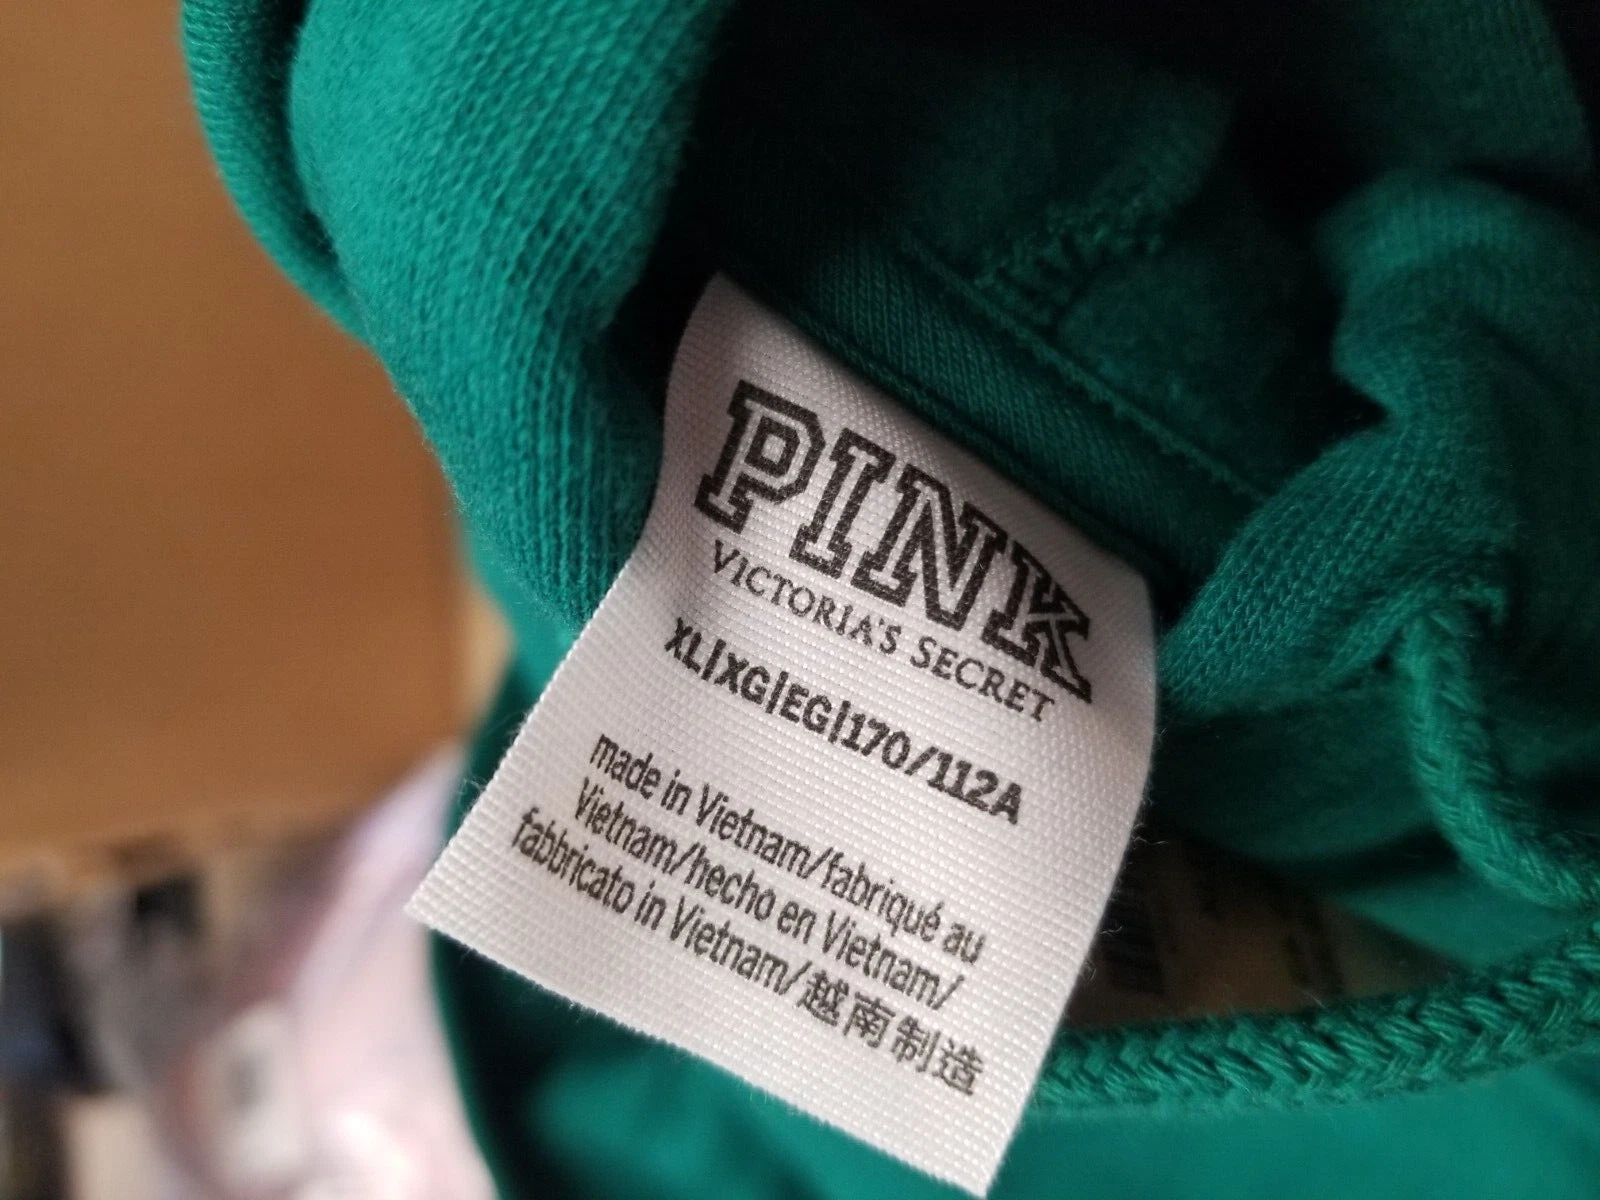 PINK
VICTORIA'S SECRET
XL|XG|EG|170/112A
made in Vietnam/fabriqué au
Vietnam/hecho en Vietnam/
fabbricato in Vietnam/越南制造